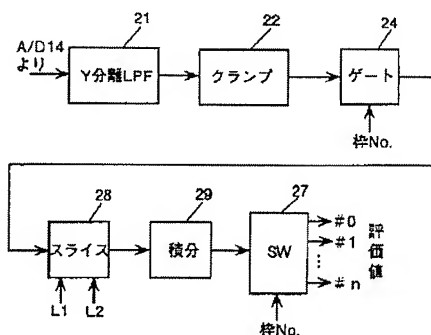 21
22
24
A/D14
より
Y分離LPF
クランプ
ゲート
枠No.
28
29
27
スライス
積分
SW
#0
#1
⋮
#n
評価値
L1
L2
枠No.